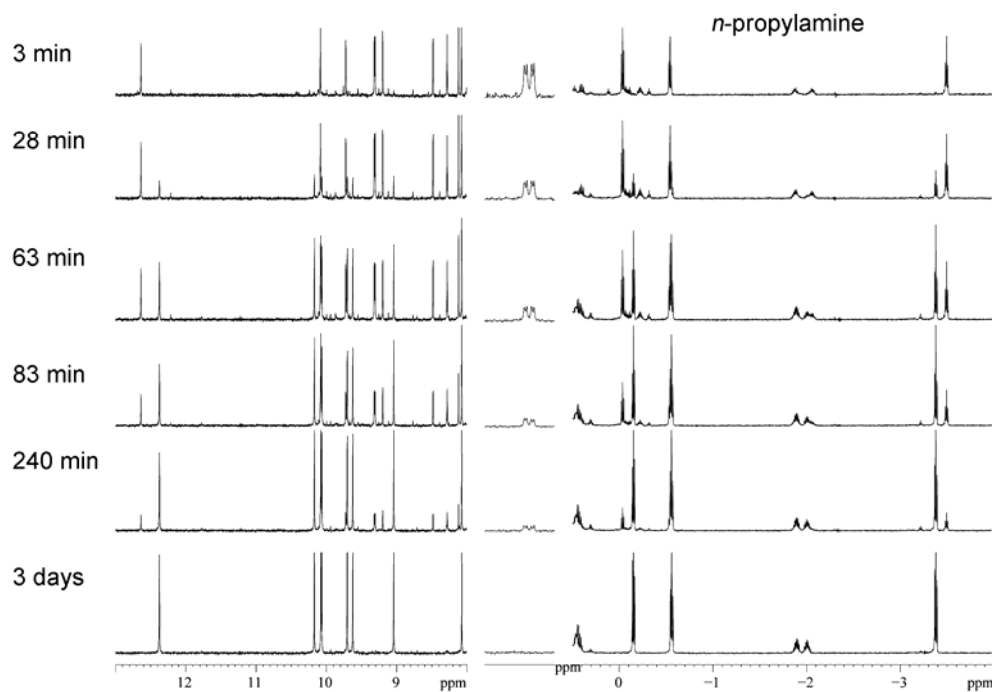 n-propylamine
3 min
28 min
63 min
83 min
240 min
3 days
12 11 10 9 ppm
ppm 0 −1 −2 −3 ppm